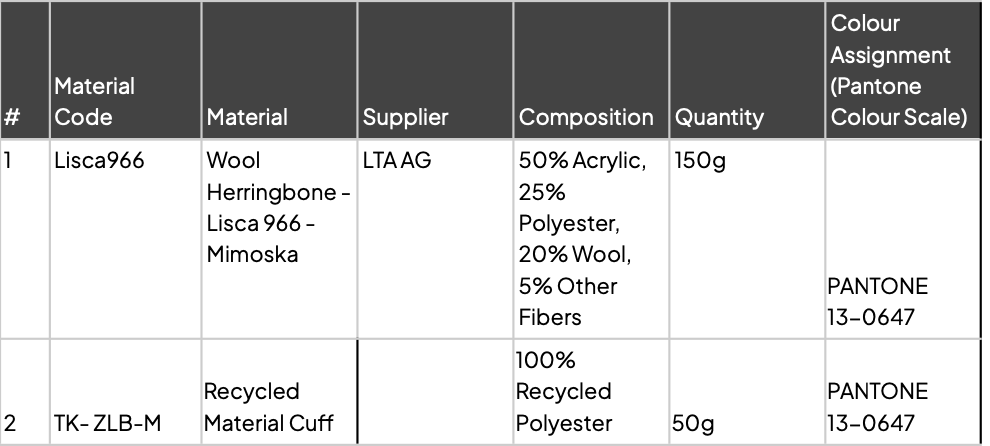 #
Material
Code
Material
Supplier
Composition
Quantity
Colour
Assignment
(Pantone
Colour Scale)
1
Lisca966
Wool
Herringbone -
Lisca 966 -
Mimoska
LTA AG
50% Acrylic,
25%
Polyester,
20% Wool,
5% Other
Fibers
150g
PANTONE
13-0647
2
TK- ZLB-M
Recycled
Material Cuff
100%
Recycled
Polyester
50g
PANTONE
13-0647